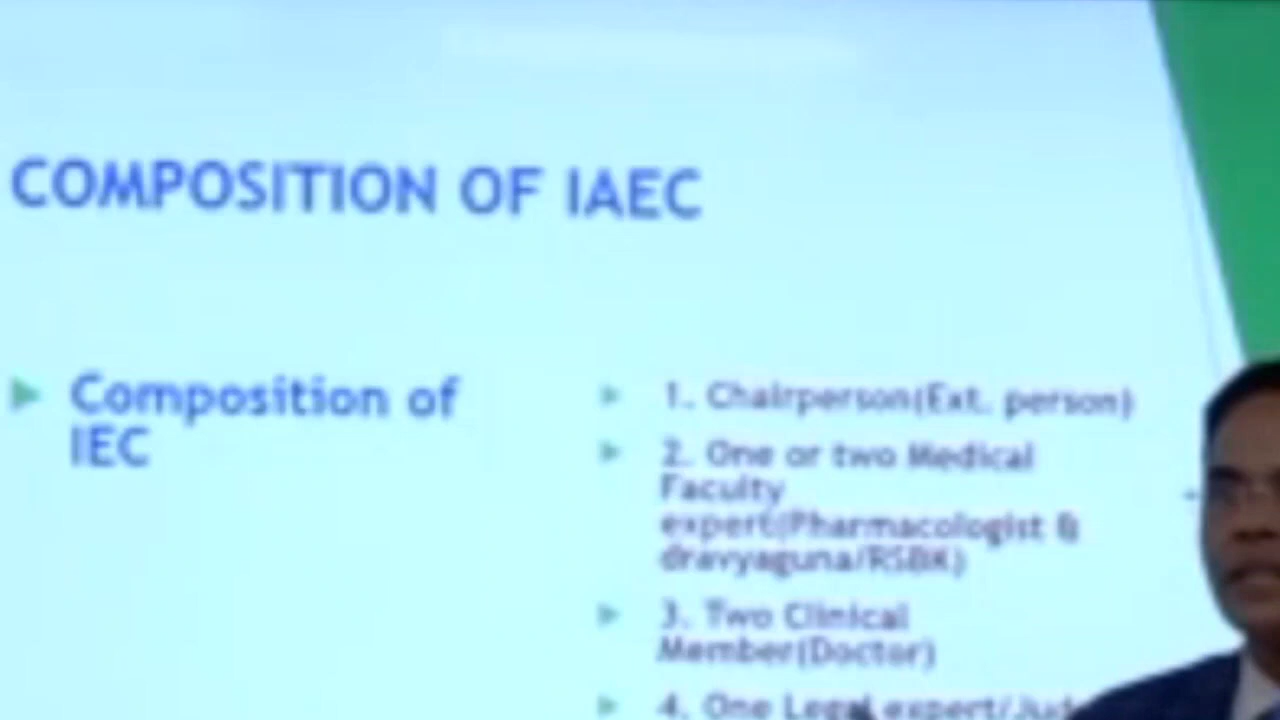 COMPOSITION OF IAEC
Composition of
IEC
1. Chairperson(Ext. person)
2. One or two Medical
Faculty
expert(Pharmacologist &
dravyaguna/RSBK)
3. Two Clinical
Member(Doctor)
4. One Legal expert/